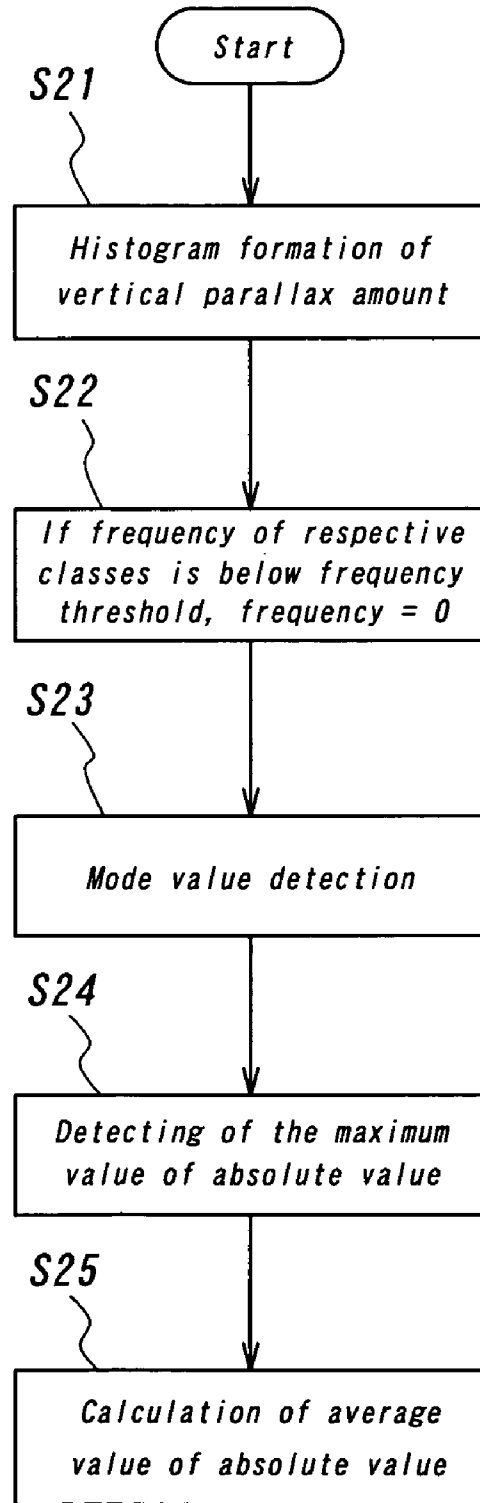 Start
S21
Histogram formation of
vertical parallax amount
S22
If frequency of respective
classes is below frequency
threshold, frequency = 0
S23
Mode value detection
S24
Detecting of the maximum
value of absolute value
S25
Calculation of average
value of absolute value